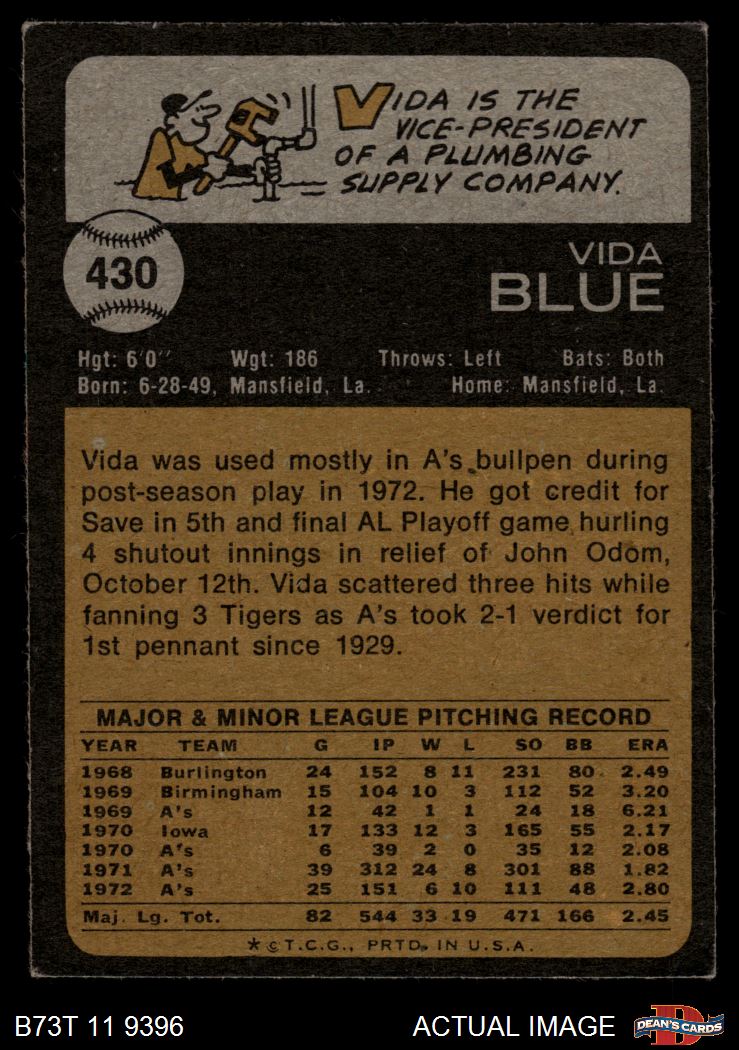 VIDA IS THE
VICE-PRESIDENT
OF A PLUMBING
SUPPLY COMPANY.
430
VIDA
BLUE
Hgt: 6'0" Wgt: 186 Throws: Left Bats: Both
Born: 6-28-49, Mansfield, La. Home: Mansfield, La.
Vida was used mostly in A's bullpen during
post-season play in 1972. He got credit for
Save in 5th and final AL Playoff game hurling
4 shutout innings in relief of John Odom,
October 12th. Vida scattered three hits while
fanning 3 Tigers as A's took 2-1 verdict for
1st pennant since 1929.
MAJOR & MINOR LEAGUE PITCHING RECORD
YEAR TEAM G IP W L SO BB ERA
1968 Burlington 24 152 8 11 231 80 2.49
1969 Birmingham 15 104 10 3 112 52 3.20
1969 A's 12 42 1 1 24 18 6.21
1970 Iowa 17 133 12 3 165 55 2.17
1970 A's 6 39 2 0 35 12 2.08
1971 A's 39 312 24 8 301 88 1.82
1972 A's 25 151 6 10 111 48 2.80
Maj. Lg. Tot. 82 544 33 19 471 166 2.45
* © T.C.G., PRTD. IN U.S.A.
B73T 11 9396 ACTUAL IMAGE
D
DEAN'S CARDS